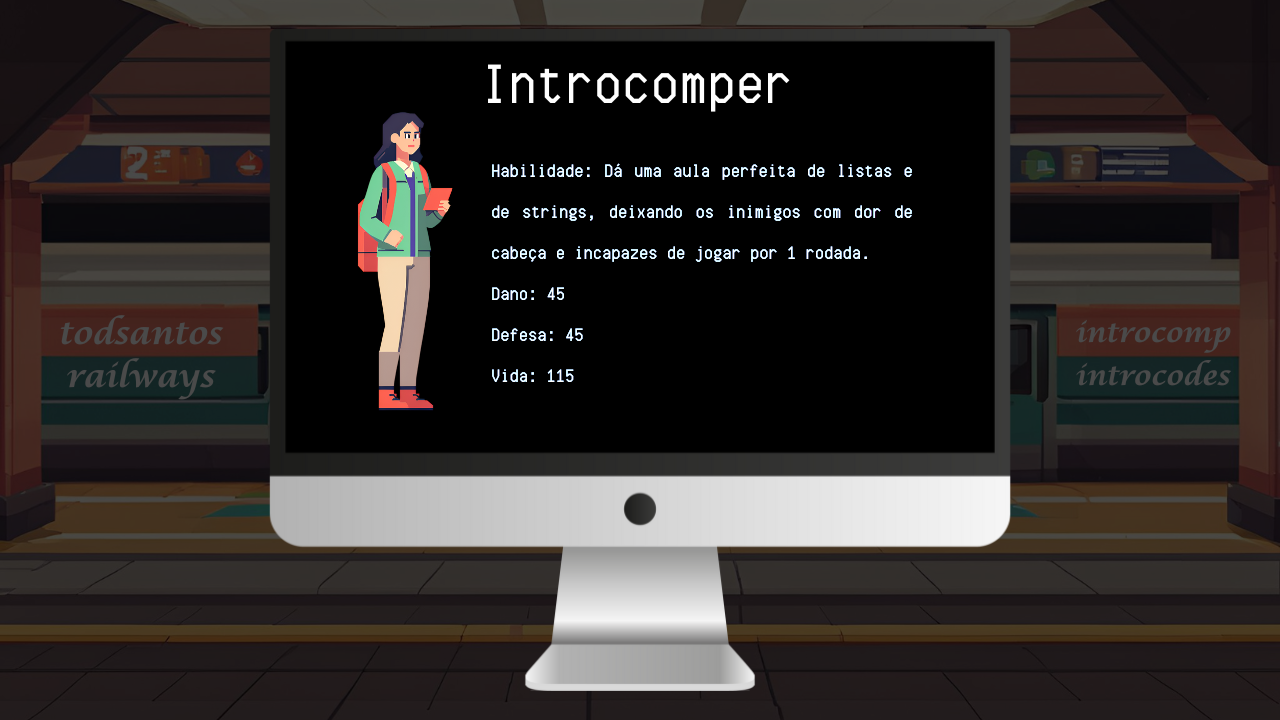 Introcomper
Habilidade: Dá uma aula perfeita de listas e
de strings, deixando os inimigos com dor de
cabeça e incapazes de jogar por 1 rodada.
Dano: 45
Defesa: 45
Vida: 115
2
todsantos
railways
introcomp
introcodes